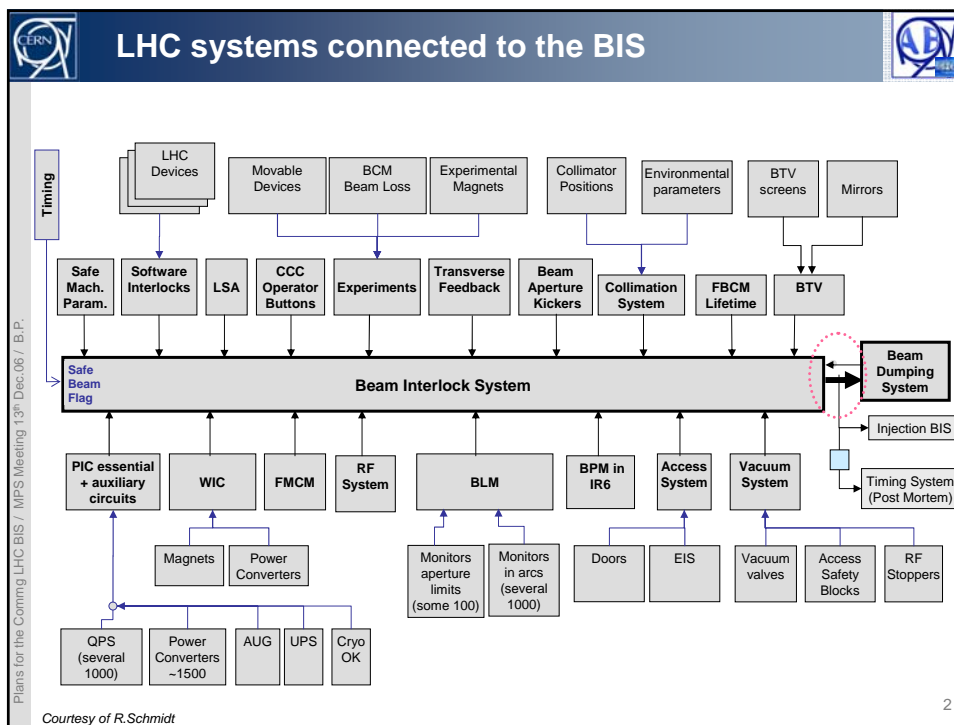 CERN
LHC systems connected to the BIS
Plans for the Commg LHC BIS / MPS Meeting 13th Dec.06 / B.P.
Timing
LHC
Devices
Movable
Devices
BCM
Beam Loss
Experimental
Magnets
Collimator
Positions
Environmental
parameters
BTV
screens
Mirrors
Safe
Mach.
Param.
Software
Interlocks
LSA
CCC
Operator
Buttons
Experiments
Transverse
Feedback
Beam
Aperture
Kickers
Collimation
System
FBCM
Lifetime
BTV
Safe
Beam
Flag
Beam Interlock System
Beam
Dumping
System
Injection BIS
Timing System
(Post Mortem)
PIC essential
+ auxiliary
circuits
WIC
FMCM
RF
System
BLM
BPM in
IR6
Access
System
Vacuum
System
Magnets
Power
Converters
Monitors
aperture
limits
(some 100)
Monitors
in arcs
(several
1000)
Doors
EIS
Vacuum
valves
Access
Safety
Blocks
RF
Stoppers
QPS
(several
1000)
Power
Converters
~1500
AUG
UPS
Cryo
OK
Courtesy of R.Schmidt
2